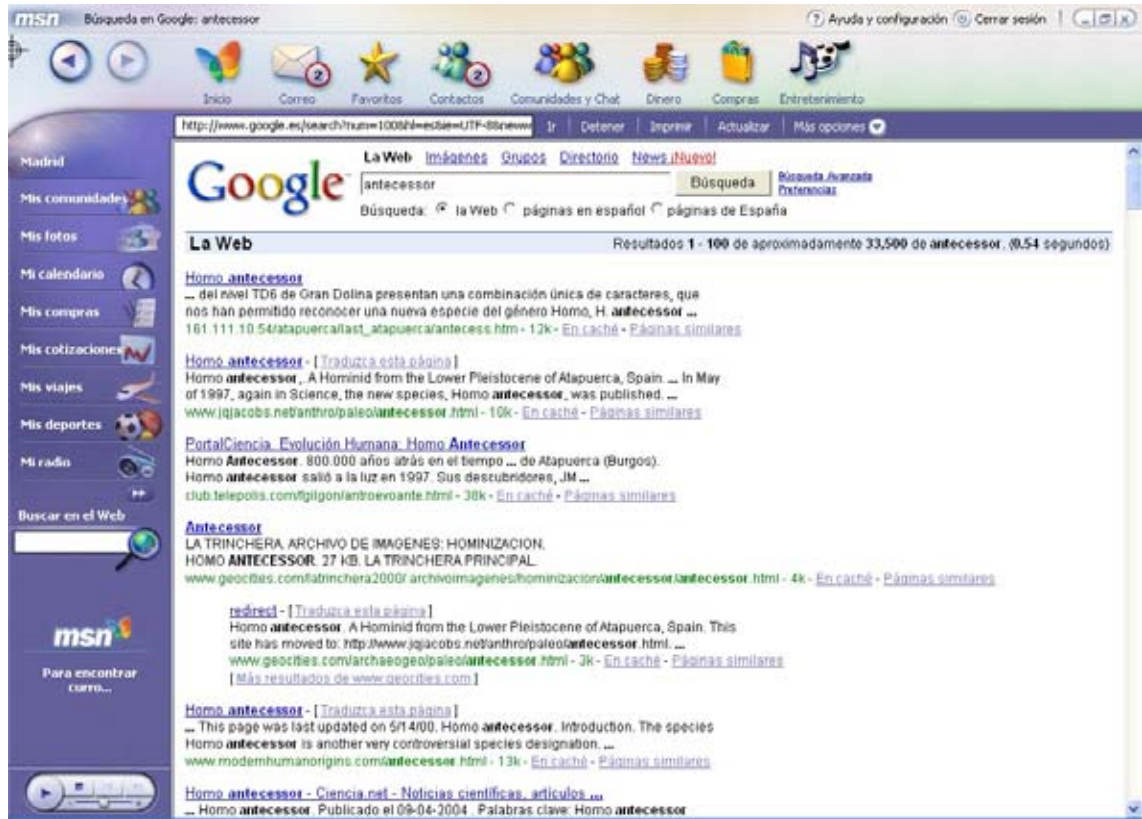 msn Búsqueda en Google: antecessor
Ayuda y configuración Cerrar sesión
2 2
Inicio Correo Favoritos Contactos Comunidades y Chat Dinero Compras Entretenimiento
http://www.google.es/search?num=100&hl=es&ie=UTF-8&neww Ir Detener Imprimir Actualizar Más opciones
Madrid
Mis comunidades
Mis fotos
Mi calendario
Mis compras
Mis cotizaciones
Mis viajes
Mis deportes
Mi radio
Buscar en el Web
msn
Para encontrar
curro...
La Web Imágenes Grupos Directorio News ¡Nuevo!
Google
antecessor Búsqueda Búsqueda Avanzada
Preferencias
Búsqueda: la Web páginas en español páginas de España
La Web Resultados 1 - 100 de aproximadamente 33,500 de antecessor. (0.54 segundos)
Homo antecessor
... del nivel TD6 de Gran Dolina presentan una combinación única de caracteres, que
nos han permitido reconocer una nueva especie del género Homo, H. antecessor ...
161.111.10.54/atapuerca/last_atapuerca/antecess.htm - 12k - En caché - Páginas similares
Homo antecessor - [ Traduzca esta página ]
Homo antecessor,. A Hominid from the Lower Pleistocene of Atapuerca, Spain. ... In May
of 1997, again in Science, the new species, Homo antecessor, was published. ...
www.jqjacobs.net/anthro/paleo/antecessor.html - 10k - En caché - Páginas similares
PortalCiencia. Evolución Humana: Homo Antecessor
Homo Antecessor. 800.000 años atrás en el tiempo ... de Atapuerca (Burgos).
Homo antecessor salió a la luz en 1997. Sus descubridores, JM ...
club.telepolis.com/fgilgon/antroevoante.html - 38k - En caché - Páginas similares
Antecessor
LA TRINCHERA. ARCHIVO DE IMAGENES: HOMINIZACION.
HOMO ANTECESSOR. 27 KB. LA TRINCHERA PRINCIPAL.
www.geocities.com/latrinchera2000/ archivoimagenes/hominizacion/antecessor/antecessor.html - 4k - En caché - Páginas similares
redirect - [ Traduzca esta página ]
Homo antecessor. A Hominid from the Lower Pleistocene of Atapuerca, Spain. This
site has moved to: http://www.jqjacobs.net/anthro/paleo/antecessor.html. ...
www.geocities.com/archaeogeo/paleo/antecessor.html - 3k - En caché - Páginas similares
[ Más resultados de www.geocities.com ]
Homo antecessor - [ Traduzca esta página ]
... This page was last updated on 5/14/00. Homo antecessor. Introduction. The species
Homo antecessor is another very controversial species designation. ...
www.modernhumanorigins.com/antecessor.html - 13k - En caché - Páginas similares
Homo antecessor - Ciencia.net - Noticias científicas, artículos ...
... Homo antecessor. Publicado el 09-04-2004 . Palabras clave: Homo antecessor